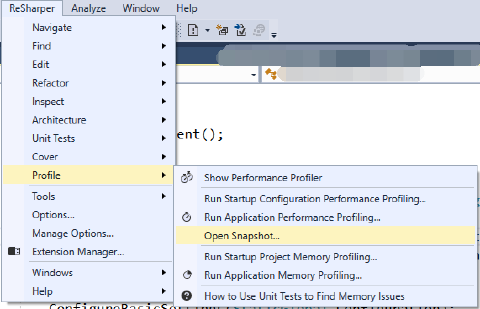 ReSharper Analyze Window Help
Navigate
Find
Edit
Refactor
Inspect
Architecture
Unit Tests
ent();
Cover
Profile
Show Performance Profiler
Tools
Run Startup Configuration Performance Profiling...
Options...
Run Application Performance Profiling...
Manage Options...
Open Snapshot...
Extension Manager...
Run Startup Project Memory Profiling...
Windows
Run Application Memory Profiling...
Help
How to Use Unit Tests to Find Memory Issues